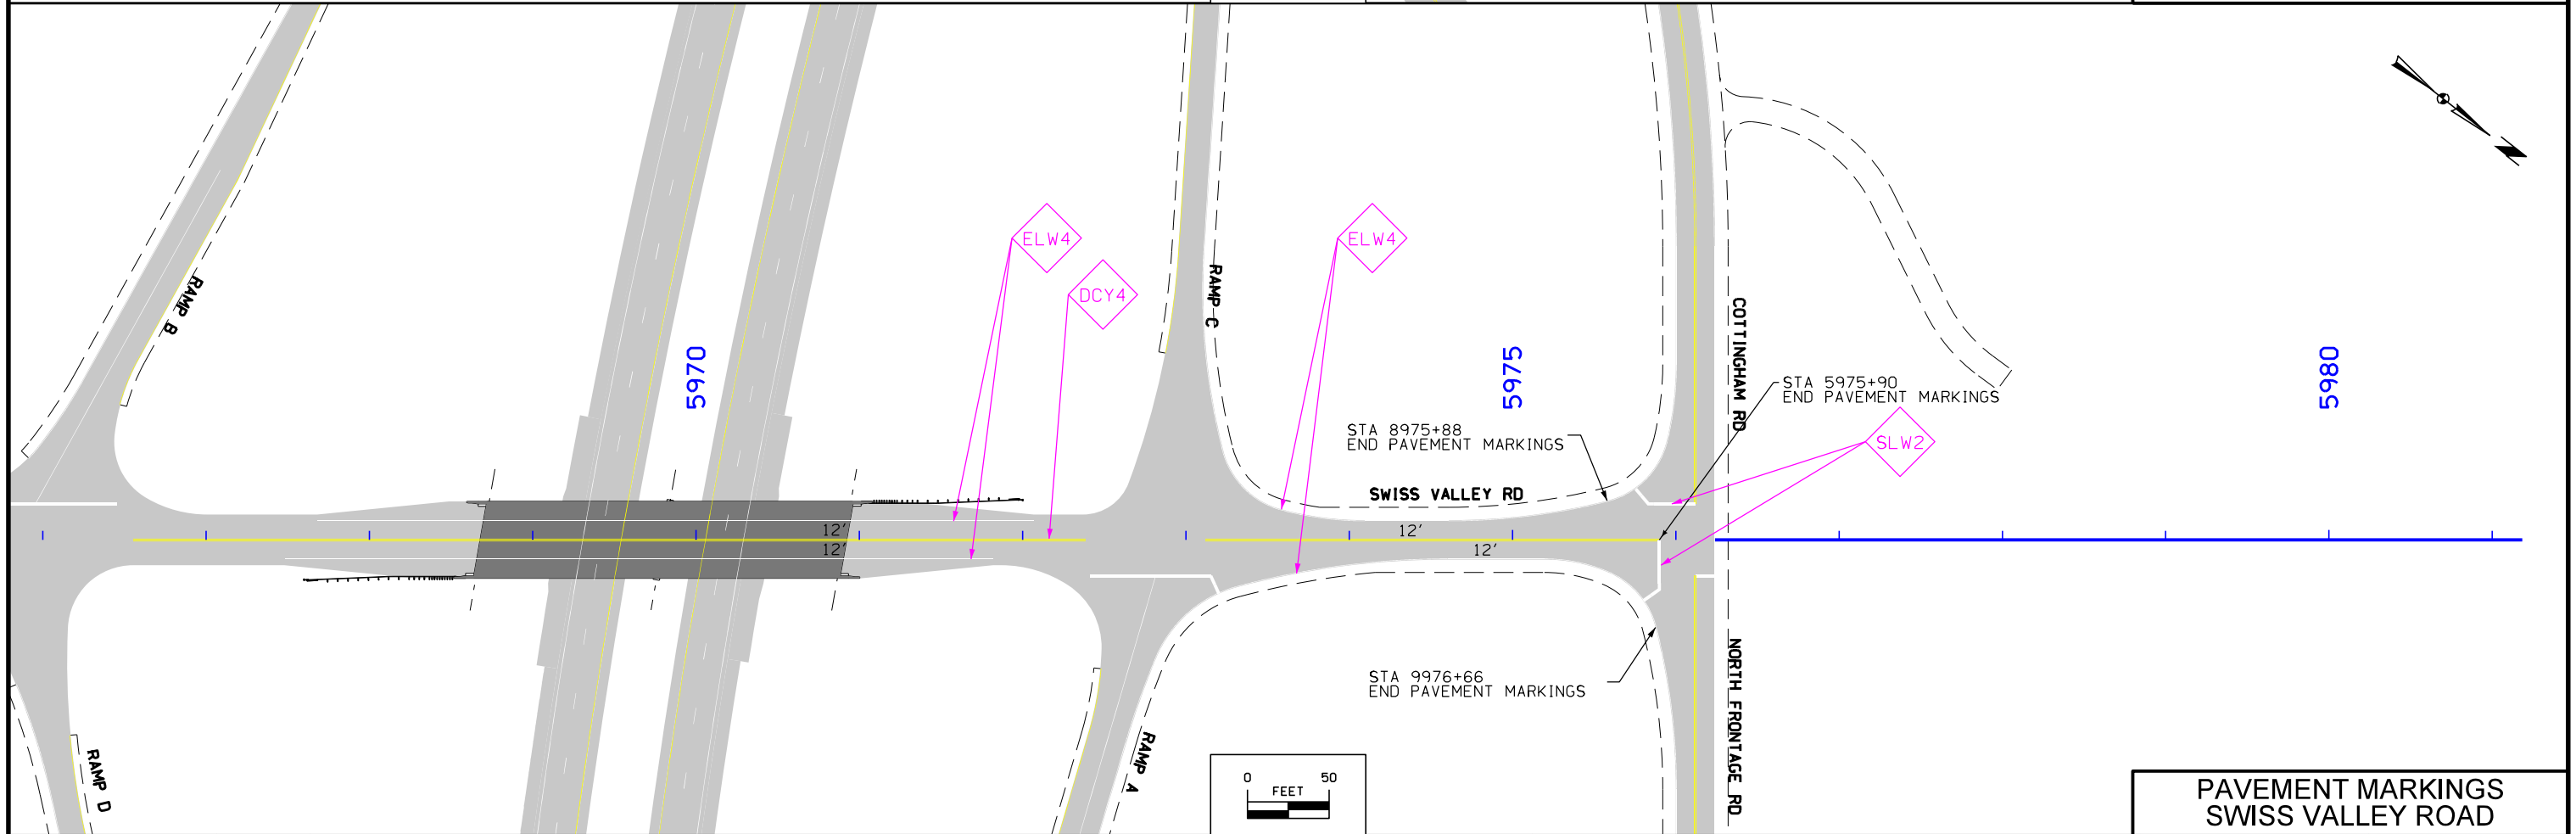 RAMP B
RAMP D
5970
ELW4
DCY4
12'
12'
RAMP C
ELW4
5975
STA 8975+88
END PAVEMENT MARKINGS
SWISS VALLEY RD
12'
12'
COTTINGHAM RD
STA 5975+90
END PAVEMENT MARKINGS
SLW2
5980
STA 9976+66
END PAVEMENT MARKINGS
NORTH FRONTAGE RD
RAMP A
0 50
FEET
PAVEMENT MARKINGS
SWISS VALLEY ROAD
N